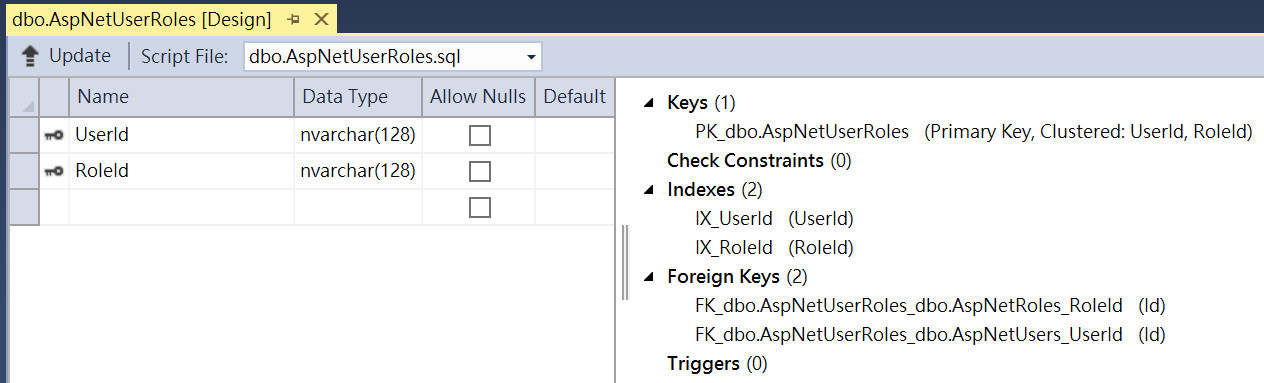 dbo.AspNetUserRoles [Design]
Update Script File: dbo.AspNetUserRoles.sql
Name Data Type Allow Nulls Default
UserId nvarchar(128)
RoleId nvarchar(128)
Keys (1)
PK_dbo.AspNetUserRoles (Primary Key, Clustered: UserId, RoleId)
Check Constraints (0)
Indexes (2)
IX_UserId (UserId)
IX_RoleId (RoleId)
Foreign Keys (2)
FK_dbo.AspNetUserRoles_dbo.AspNetRoles_RoleId (Id)
FK_dbo.AspNetUserRoles_dbo.AspNetUsers_UserId (Id)
Triggers (0)